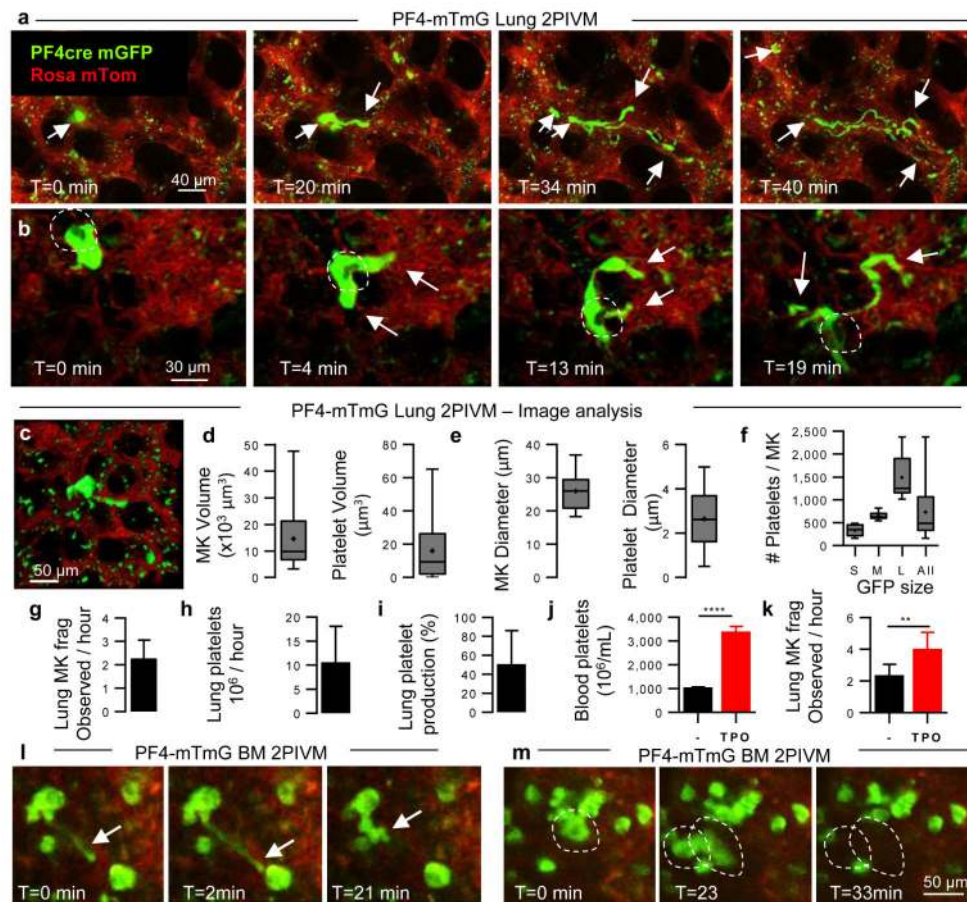 a
PF4-mTmG Lung 2PIVM
PF4cre mGFP
Rosa mTom
T=0 min
40 µm
T=20 min
T=34 min
T=40 min
b
T=0 min
30 µm
T=4 min
T=13 min
T=19 min
PF4-mTmG Lung 2PIVM – Image analysis
c
50 µm
d
MK Volume
(x10³ µm³)
50
40
30
20
10
0
Platelet Volume
(µm³)
80
60
40
20
0
e
MK Diameter (µm)
40
30
20
10
0
Platelet Diameter
(µm)
6
4
2
0
f
# Platelets / MK
2,500
2,000
1,500
1,000
500
0
S M L All
GFP size
g
Lung MK frag
Observed / hour
4
3
2
1
0
h
Lung platelets
10⁶ / hour
20
15
10
5
0
i
Lung platelet
production (%)
100
80
60
40
20
0
j
Blood platelets
(10⁶/mL)
4,000
3,000
2,000
1,000
0
****
- TPO
k
Lung MK frag
Observed / hour
6
4
2
0
**
- TPO
l
PF4-mTmG BM 2PIVM
T=0 min
T=2min
T=21 min
m
PF4-mTmG BM 2PIVM
T=0 min
T=23
T=33min
50 µm